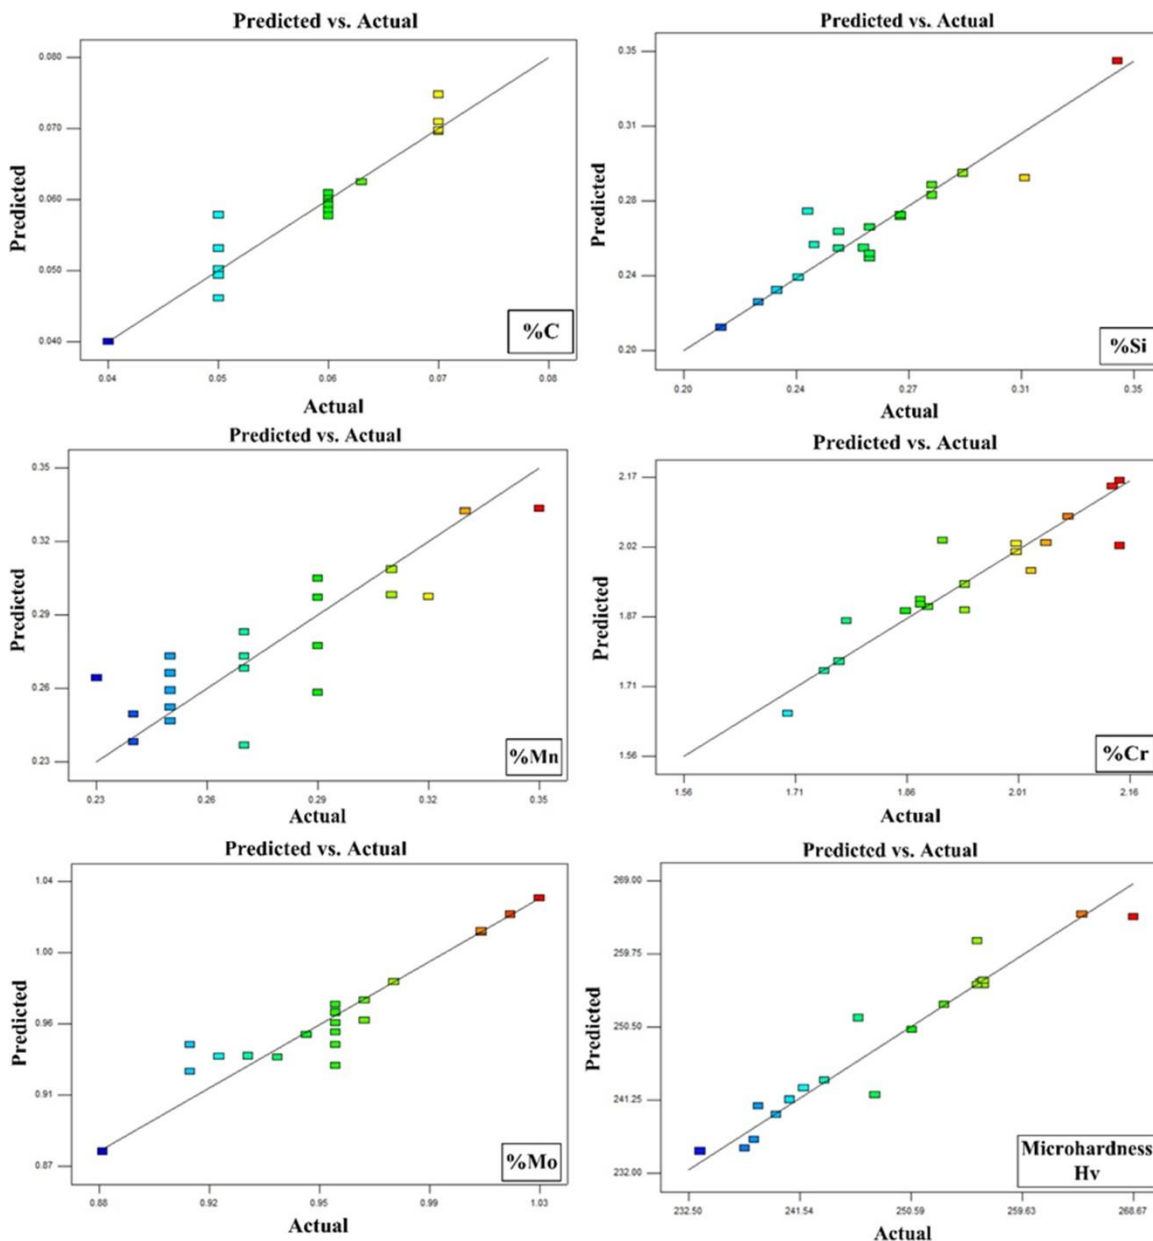 Predicted vs. Actual
0.080
0.070
0.060
0.050
0.040
Predicted
0.04
0.05
0.06
0.07
0.08
Actual
%C
Predicted vs. Actual
0.35
0.31
0.28
0.24
0.20
Predicted
0.20
0.24
0.27
0.31
0.35
Actual
%Si
Predicted vs. Actual
0.35
0.32
0.29
0.26
0.23
Predicted
0.23
0.26
0.29
0.32
0.35
Actual
%Mn
Predicted vs. Actual
2.17
2.02
1.87
1.71
1.56
Predicted
1.56
1.71
1.86
2.01
2.16
Actual
%Cr
Predicted vs. Actual
1.04
1.00
0.96
0.91
0.87
Predicted
0.88
0.92
0.95
0.99
1.03
Actual
%Mo
Predicted vs. Actual
269.00
259.75
250.50
241.25
232.00
Predicted
232.50
241.54
250.59
259.63
268.67
Actual
Microhardness
Hv